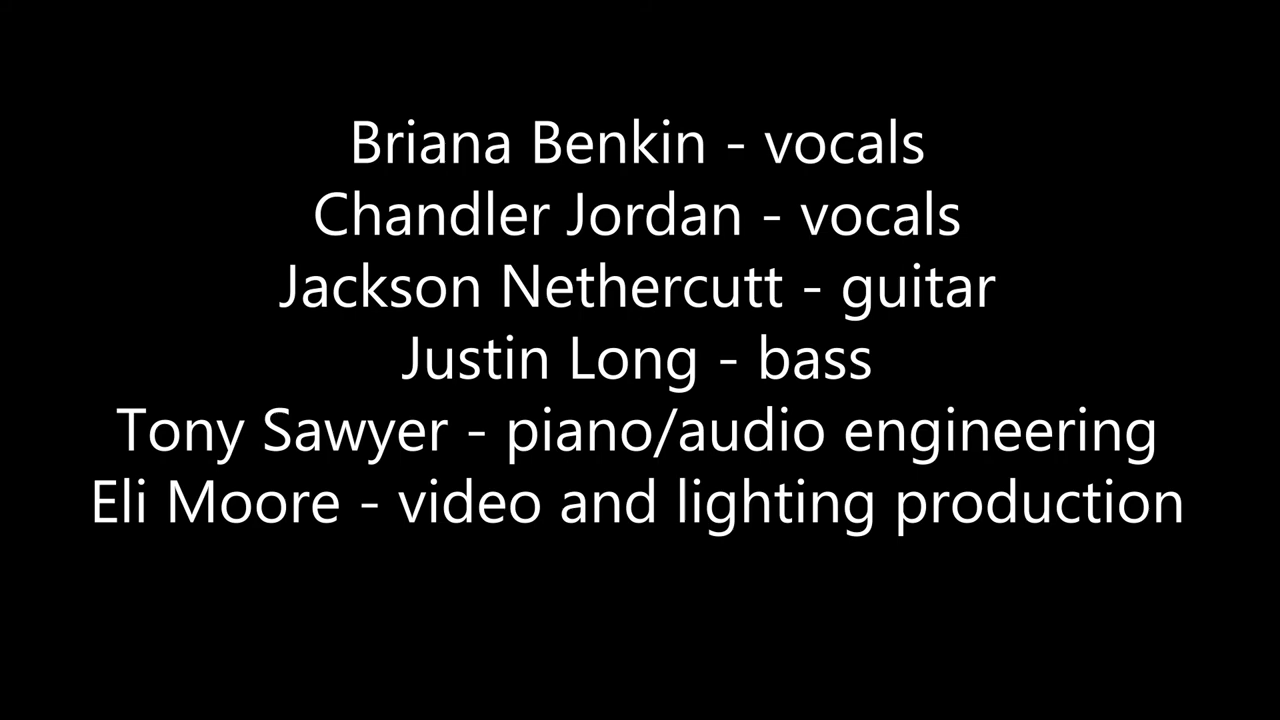 Briana Benkin - vocals
Chandler Jordan - vocals
Jackson Nethercutt - guitar
Justin Long - bass
Tony Sawyer - piano/audio engineering
Eli Moore - video and lighting production